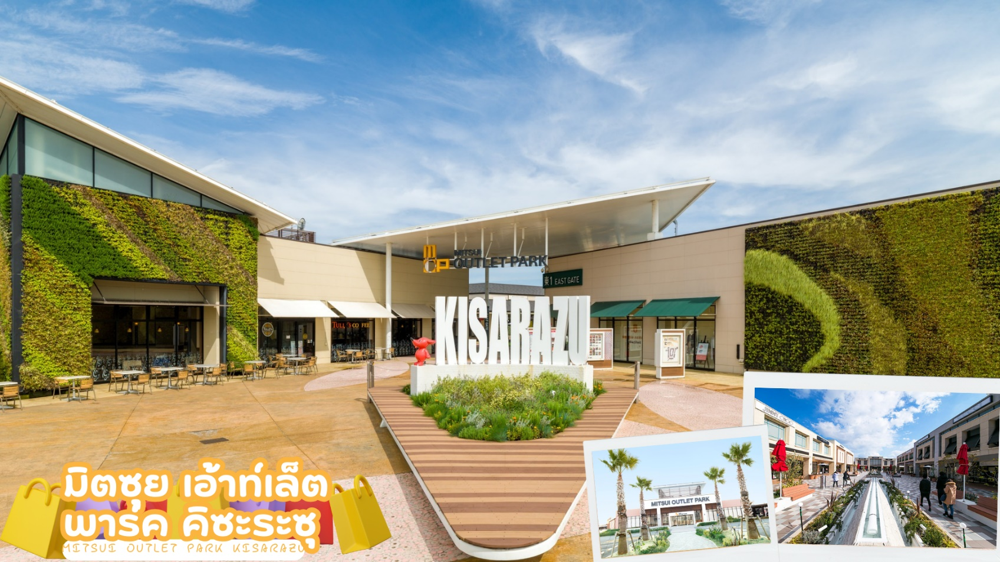 MITSUI
OUTLET PARK
東1 EAST GATE
KISARAZU
TULLY'S COFFEE
JIMMY CHOO
MITSUI OUTLET PARK
มิตซุย เอ้าท์เล็ต
พาร์ค คิซะระซุ
MITSUI OUTLET PARK KISARAZU